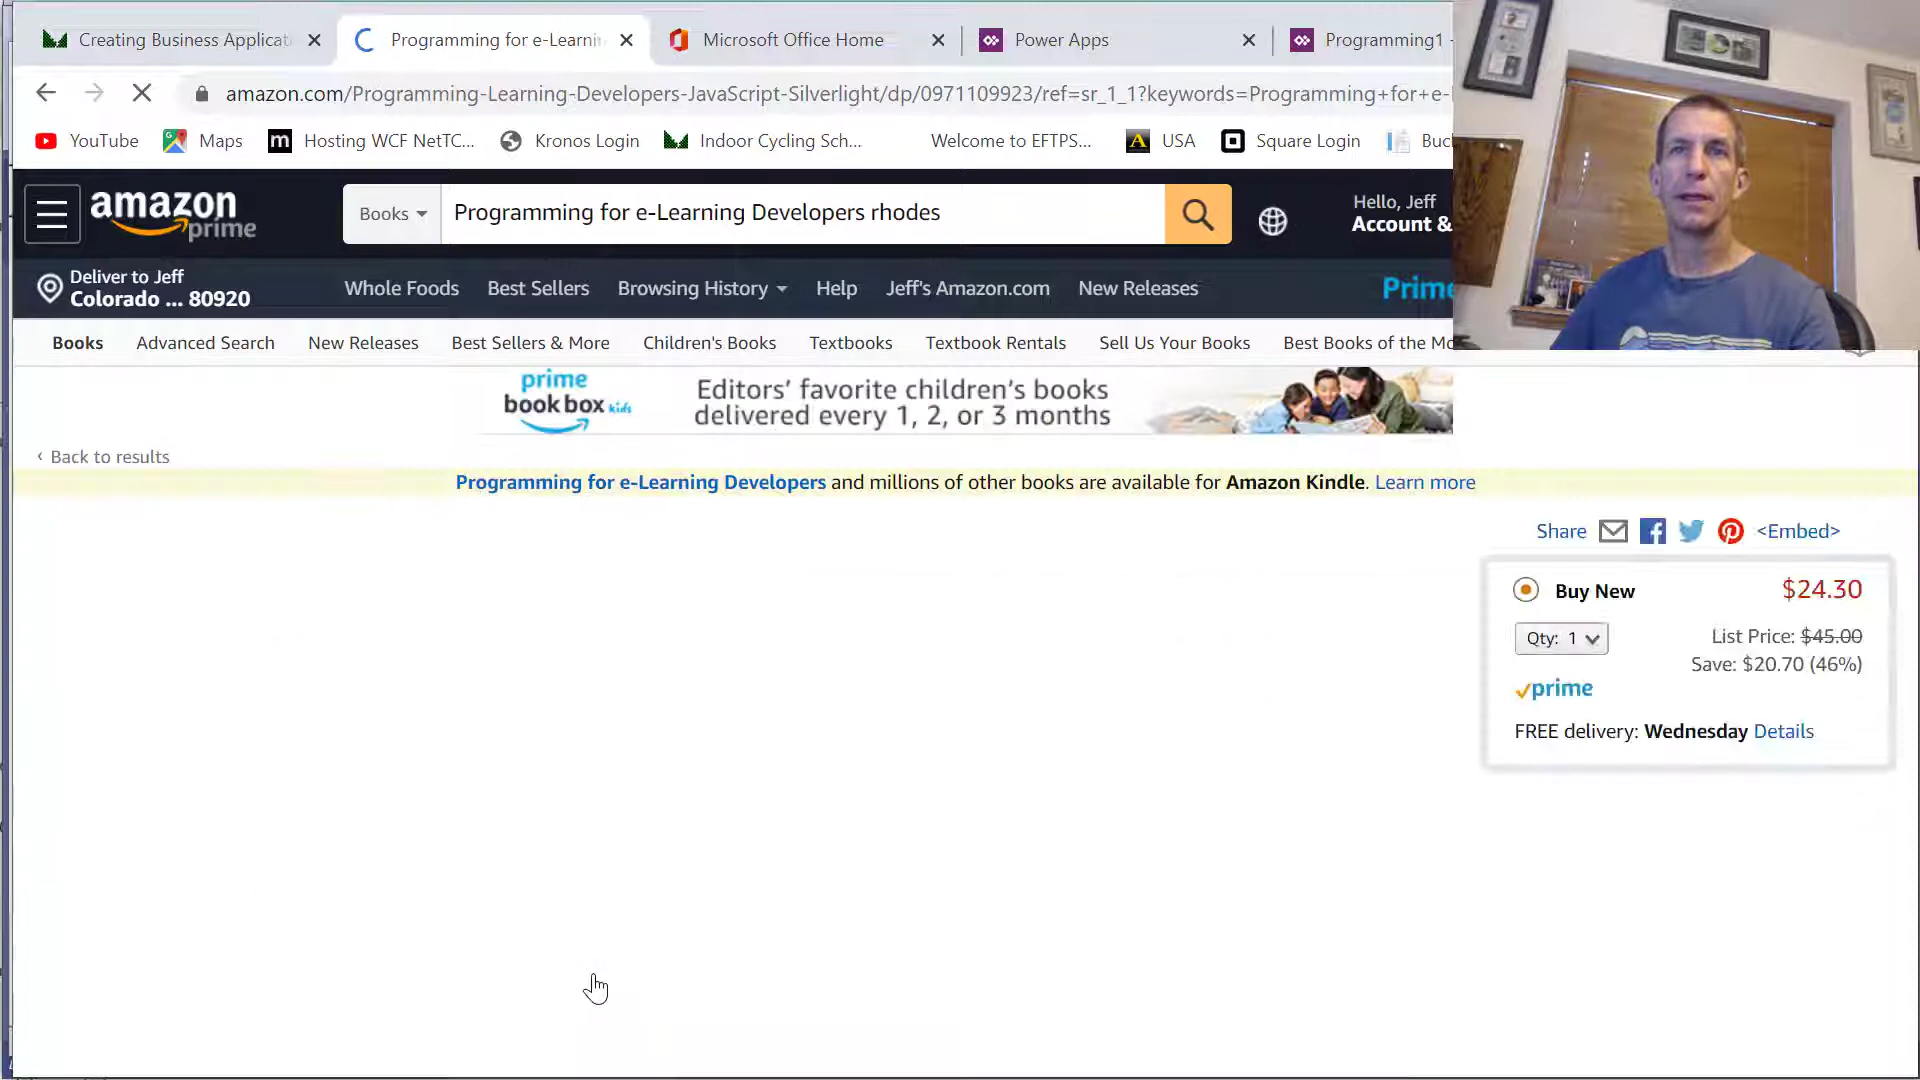 Creating Business Applicat
Programming for e-Learnin
Microsoft Office Home
Power Apps
Programming1 -
amazon.com/Programming-Learning-Developers-JavaScript-Silverlight/dp/0971109923/ref=sr_1_1?keywords=Programming+for+e-
YouTube
Maps
Hosting WCF NetTC...
Kronos Login
Indoor Cycling Sch...
Welcome to EFTPS...
USA
Square Login
Buc
amazon
prime
Books
Programming for e-Learning Developers rhodes
Hello, Jeff
Account &
Deliver to Jeff
Colorado ... 80920
Whole Foods
Best Sellers
Browsing History
Help
Jeff's Amazon.com
New Releases
Prime
Books
Advanced Search
New Releases
Best Sellers & More
Children's Books
Textbooks
Textbook Rentals
Sell Us Your Books
Best Books of the Mo
prime
book box kids
Editors' favorite children's books
delivered every 1, 2, or 3 months
‹ Back to results
Programming for e-Learning Developers and millions of other books are available for Amazon Kindle. Learn more
Share
<Embed>
Buy New
$24.30
Qty: 1
List Price: $45.00
Save: $20.70 (46%)
prime
FREE delivery: Wednesday Details